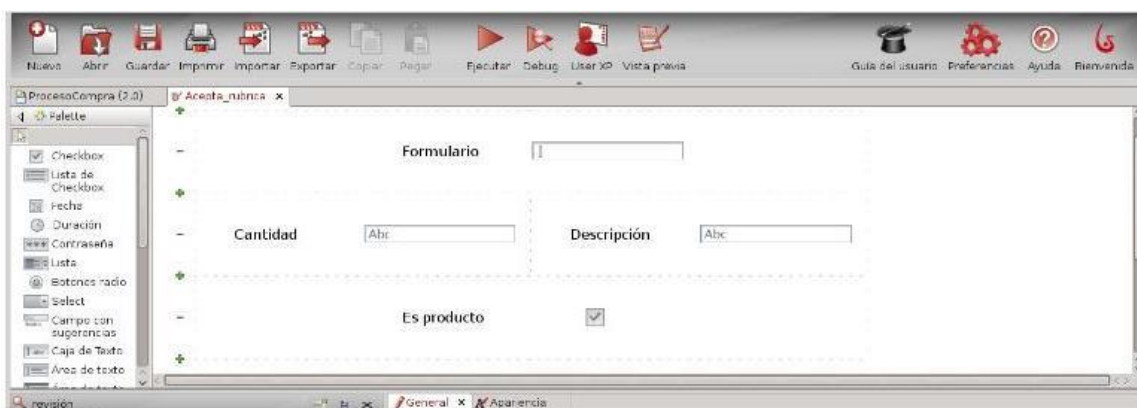 Nuevo Abrir Guardar Imprimir Importar Exportar Copiar Pegar Ejecutar Debug User XP Vista previa Guía del usuario Preferencias Ayuda Bienvenida
ProcesoCompra (2.0) Acepta_rubrica
Palette
Checkbox
Lista de
Checkbox
Fecha
Duración
Contraseña
Lista
Botones radio
Select
Campo con
sugerencias
Caja de Texto
Área de texto
Formulario
Cantidad Abc Descripción Abc
Es producto
revisión General Apariencia